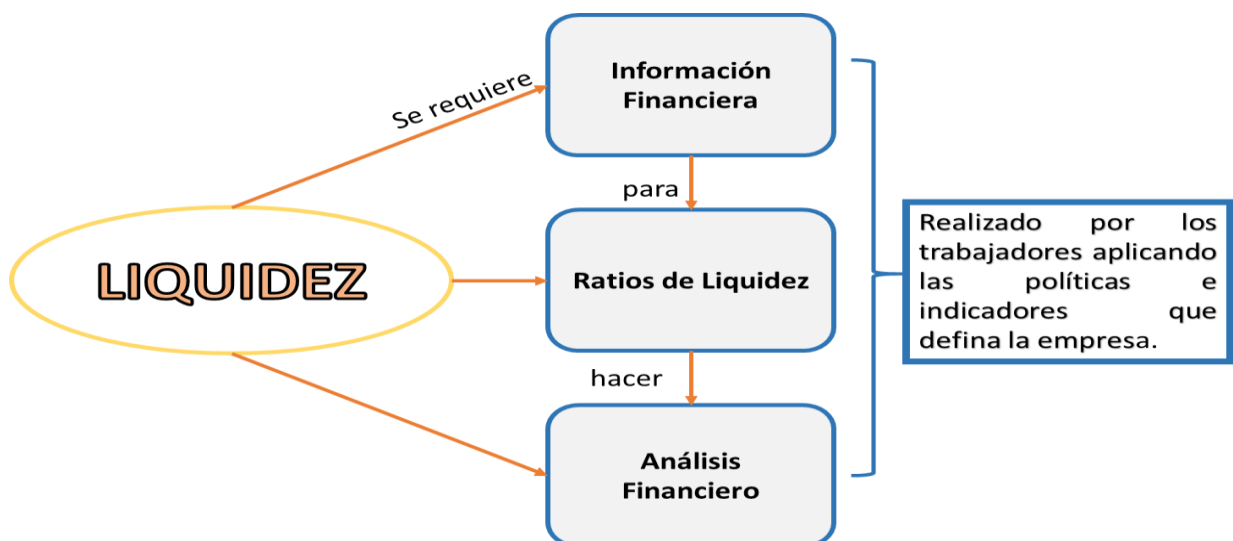 Se requiere
Información
Financiera
para
LIQUIDEZ
Ratios de Liquidez
hacer
Análisis
Financiero
Realizado por los
trabajadores aplicando
las políticas e
indicadores que
defina la empresa.